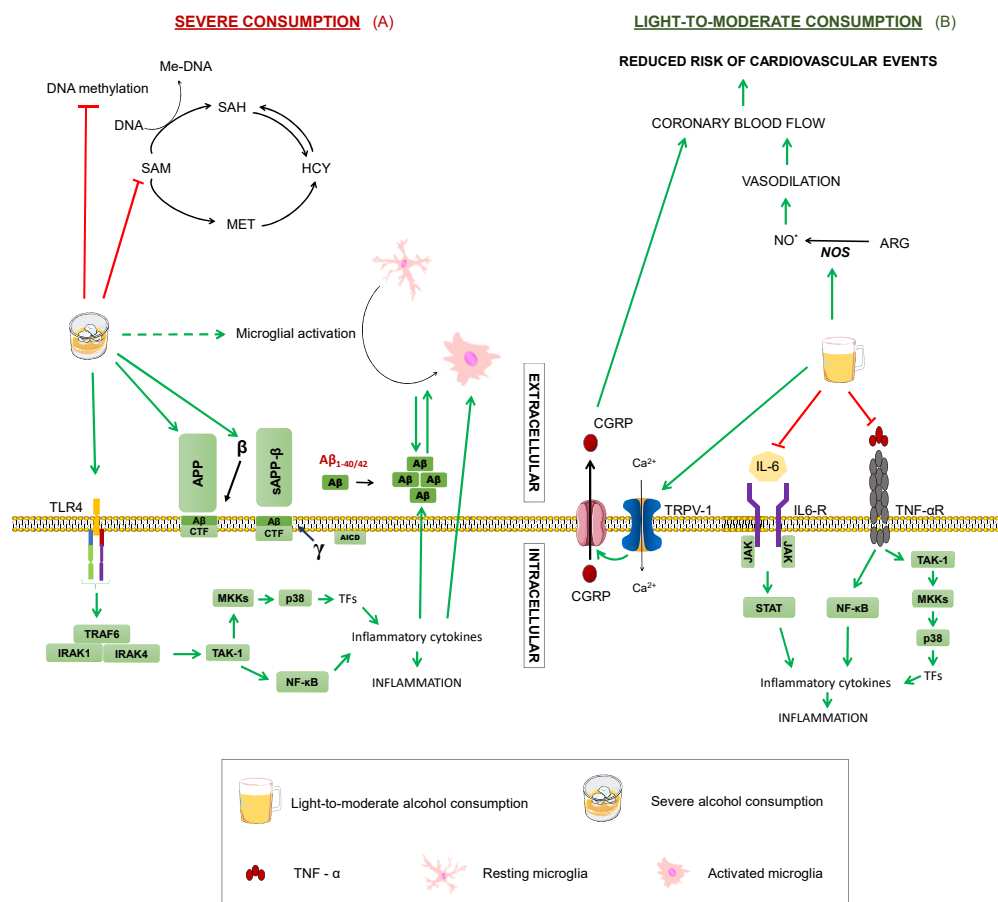 SEVERE CONSUMPTION (A)
Me-DNA
DNA methylation
SAH
DNA
SAM
HCY
MET
Microglial activation
APP
β
sAPP-β
Aβ1-40/42
Aβ
Aβ
Aβ Aβ
Aβ
TLR4
Aβ
CTF
Aβ
CTF
AICD
γ
MKKs
p38
TFs
TRAF6
IRAK1
IRAK4
TAK-1
NF-κB
Inflammatory cytokines
INFLAMMATION
EXTRACELLULAR
INTRACELLULAR
LIGHT-TO-MODERATE CONSUMPTION (B)
REDUCED RISK OF CARDIOVASCULAR EVENTS
CORONARY BLOOD FLOW
VASODILATION
NO*
ARG
NOS
CGRP
Ca2+
TRPV-1
Ca2+
CGRP
IL-6
IL6-R
TNF-αR
JAK
JAK
STAT
NF-κB
TAK-1
MKKs
p38
TFs
Inflammatory cytokines
INFLAMMATION
Light-to-moderate alcohol consumption
Severe alcohol consumption
TNF - α
Resting microglia
Activated microglia